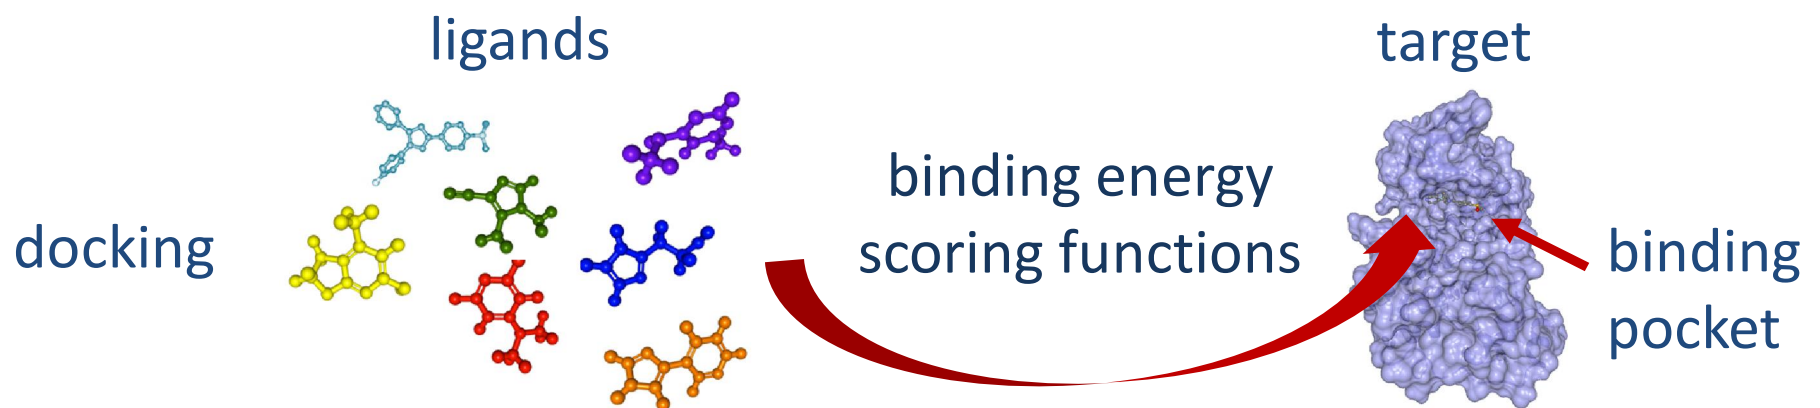 ligands
target
docking
binding energy
scoring functions
binding
pocket